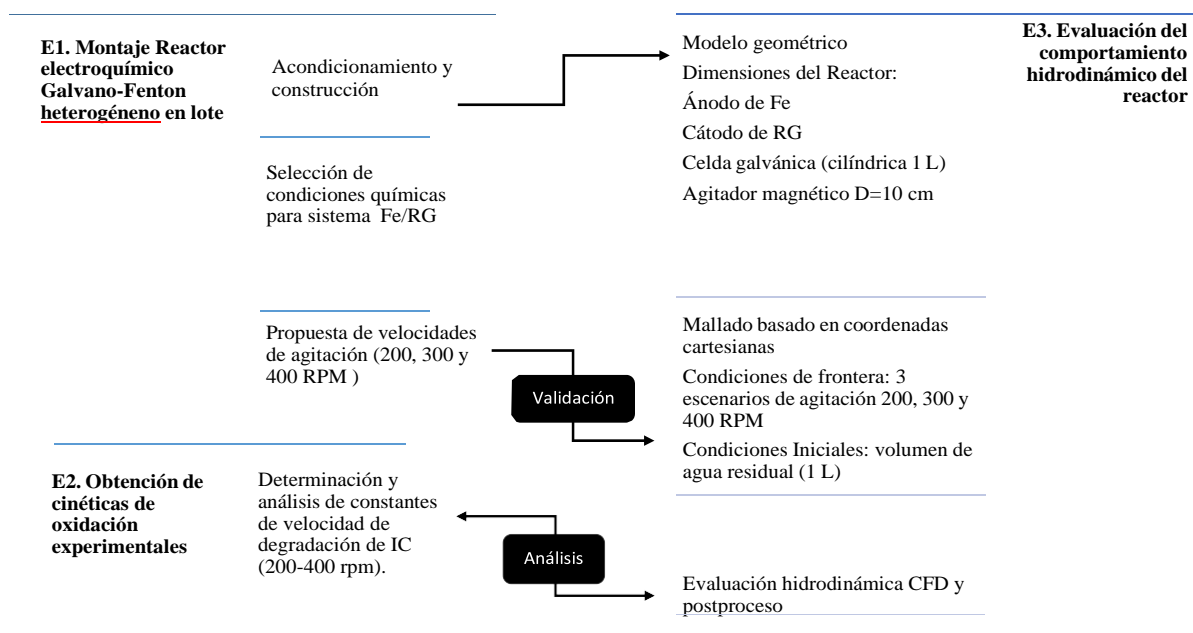 E1. Montaje Reactor
electroquímico
Galvano-Fenton
heterogéneno en lote
Acondicionamiento y
construcción
Selección de
condiciones químicas
para sistema Fe/RG
Propuesta de velocidades
de agitación (200, 300 y
400 RPM )
E2. Obtención de
cinéticas de
oxidación
experimentales
Determinación y
análisis de constantes
de velocidad de
degradación de IC
(200-400 rpm).
Validación
Análisis
E3. Evaluación del
comportamiento
hidrodinámico del
reactor
Modelo geométrico
Dimensiones del Reactor:
Ánodo de Fe
Cátodo de RG
Celda galvánica (cilíndrica 1 L)
Agitador magnético D=10 cm
Mallado basado en coordenadas
cartesianas
Condiciones de frontera: 3
escenarios de agitación 200, 300 y
400 RPM
Condiciones Iniciales: volumen de
agua residual (1 L)
Evaluación hidrodinámica CFD y
postproceso